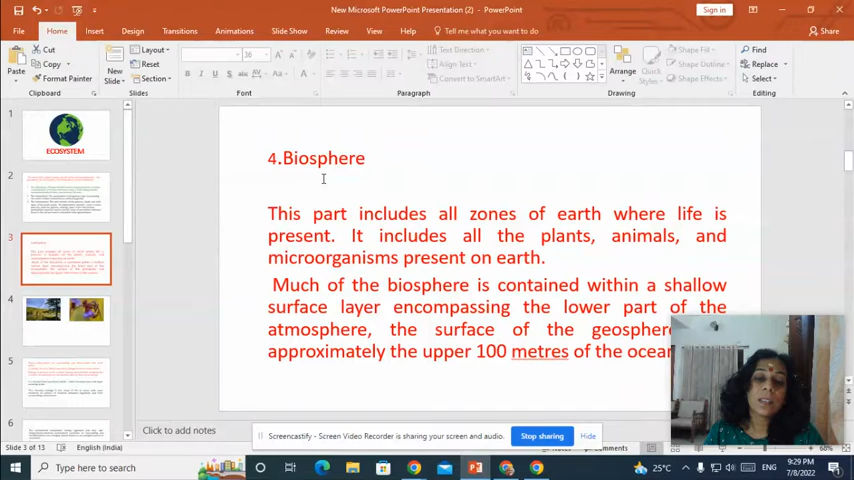 New Microsoft PowerPoint Presentation (2) - PowerPoint
Sign in
File Home Insert Design Transitions Animations Slide Show Review View Help Tell me what you want to do Share
Cut
Copy
Format Painter
Paste
Clipboard
New
Slide
Layout
Reset
Section
Slides
36
Font
Text Direction
Align Text
Convert to SmartArt
Paragraph
Arrange
Quick
Styles
Shape Fill
Shape Outline
Shape Effects
Drawing
Find
Replace
Select
Editing
1
ECOSYSTEM
2
3
4
5
6
4.Biosphere
This part includes all zones of earth where life is
present. It includes all the plants, animals, and
microorganisms present on earth.
Much of the biosphere is contained within a shallow
surface layer encompassing the lower part of the
atmosphere, the surface of the geosphere
approximately the upper 100 metres of the ocean
Click to add notes
Screencastify - Screen Video Recorder is sharing your screen and audio.
Stop sharing
Hide
Slide 3 of 13
English (India)
68%
Type here to search
25°C
ENG
9:29 PM
7/8/2022